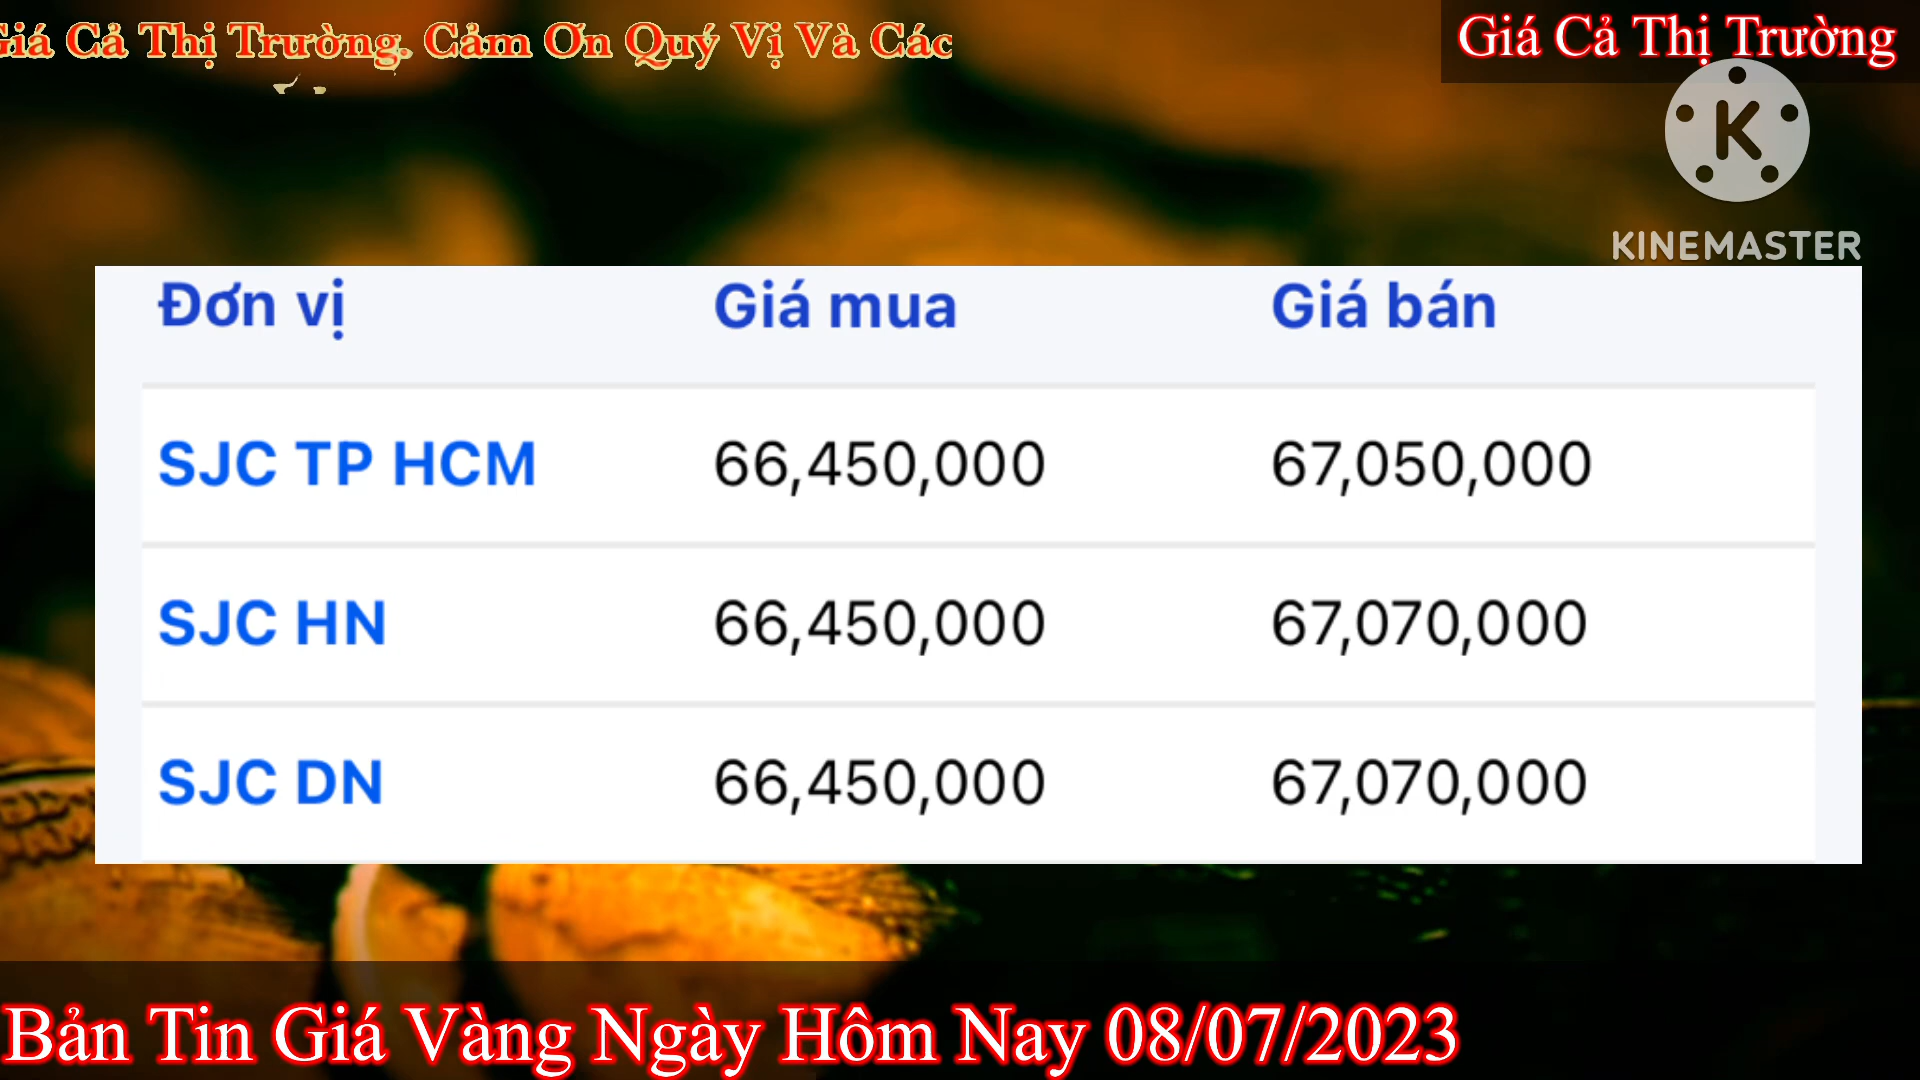 Giá Cả Thị Trường. Cảm Ơn Quý Vị Và Các
Giá Cả Thị Trường
K
KINEMASTER
Đơn vị Giá mua Giá bán
SJC TP HCM 66,450,000 67,050,000
SJC HN 66,450,000 67,070,000
SJC DN 66,450,000 67,070,000
Bản Tin Giá Vàng Ngày Hôm Nay 08/07/2023